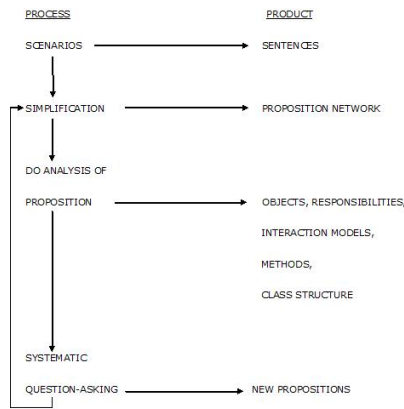 PROCESS PRODUCT
SCENARIOS SENTENCES
SIMPLIFICATION PROPOSITION NETWORK
DO ANALYSIS OF
PROPOSITION OBJECTS, RESPONSIBILITIES,
INTERACTION MODELS,
METHODS,
CLASS STRUCTURE
SYSTEMATIC
QUESTION-ASKING NEW PROPOSITIONS